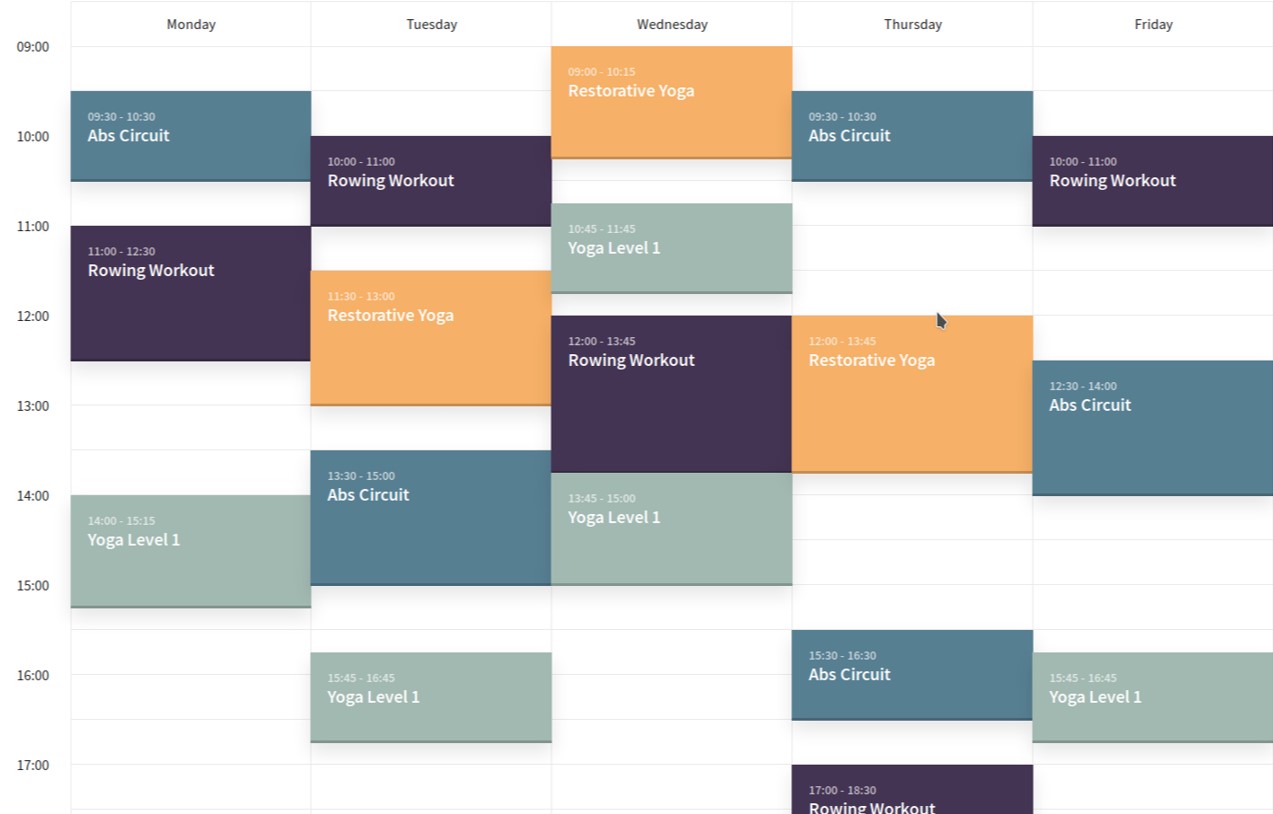 Monday
Tuesday
Wednesday
Thursday
Friday
09:00
10:00
11:00
12:00
13:00
14:00
15:00
16:00
17:00
09:30 - 10:30
Abs Circuit
11:00 - 12:30
Rowing Workout
14:00 - 15:15
Yoga Level 1
10:00 - 11:00
Rowing Workout
11:30 - 13:00
Restorative Yoga
13:30 - 15:00
Abs Circuit
15:45 - 16:45
Yoga Level 1
09:00 - 10:15
Restorative Yoga
10:45 - 11:45
Yoga Level 1
12:00 - 13:45
Rowing Workout
13:45 - 15:00
Yoga Level 1
09:30 - 10:30
Abs Circuit
12:00 - 13:45
Restorative Yoga
15:30 - 16:30
Abs Circuit
17:00 - 18:30
Rowing Workout
10:00 - 11:00
Rowing Workout
12:30 - 14:00
Abs Circuit
15:45 - 16:45
Yoga Level 1